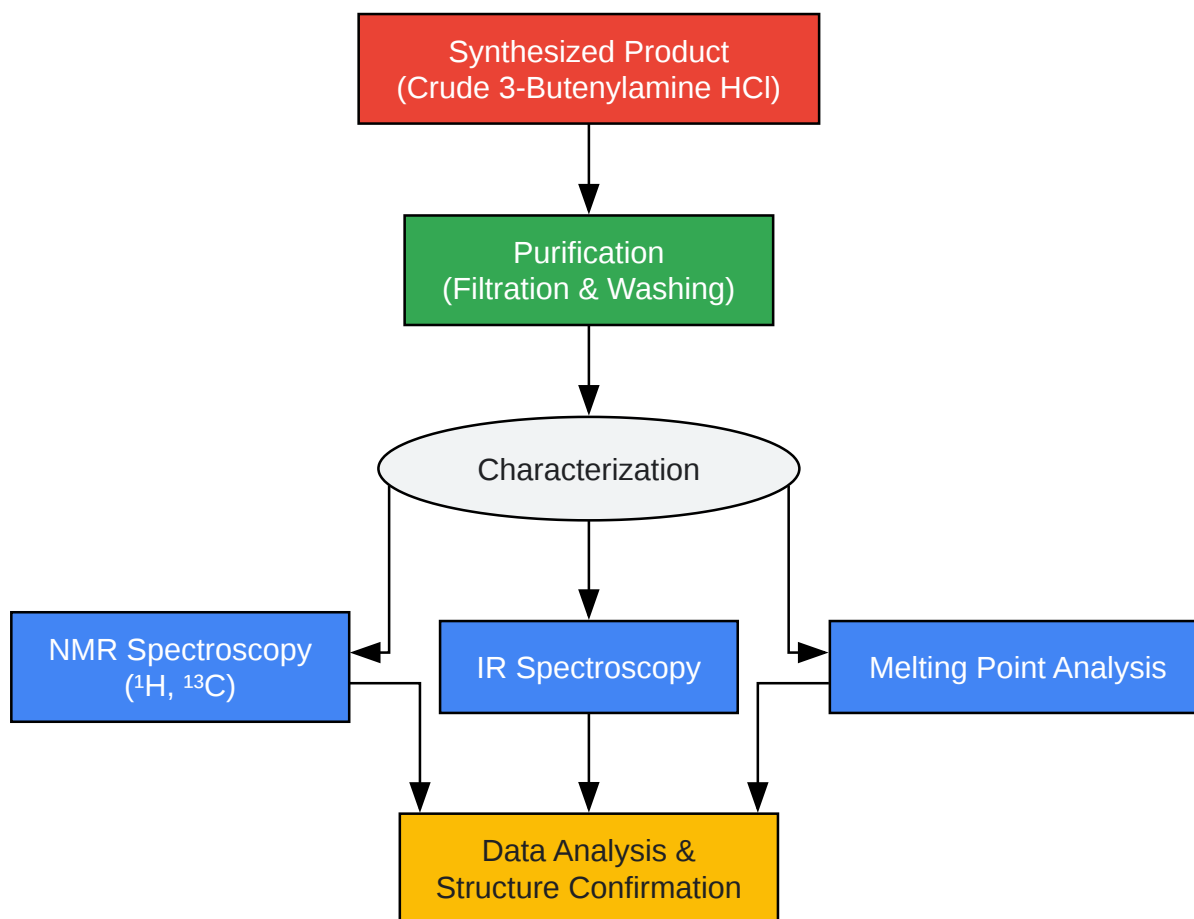 Synthesized Product
(Crude 3-Butenylamine HCl)
Purification
(Filtration & Washing)
Characterization
NMR Spectroscopy
(¹H, ¹³C)
IR Spectroscopy
Melting Point Analysis
Data Analysis &
Structure Confirmation